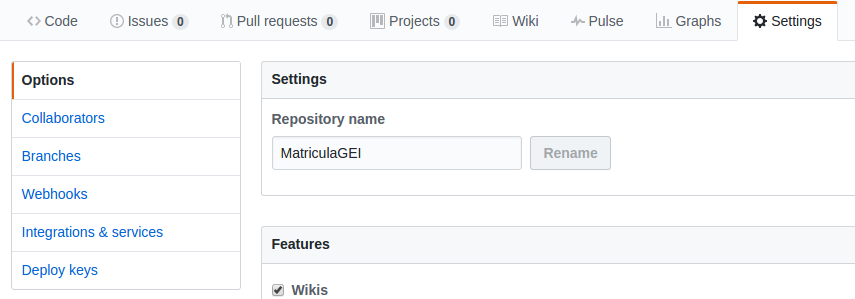 Code Issues 0 Pull requests 0 Projects 0 Wiki Pulse Graphs Settings
Options
Collaborators
Branches
Webhooks
Integrations & services
Deploy keys
Settings
Repository name
MatriculaGEI Rename
Features
Wikis